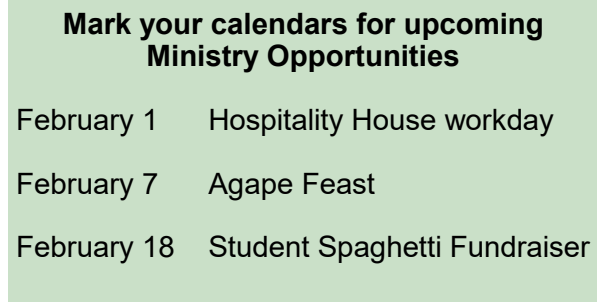 Mark your calendars for upcoming
Ministry Opportunities
February 1 Hospitality House workday
February 7 Agape Feast
February 18 Student Spaghetti Fundraiser